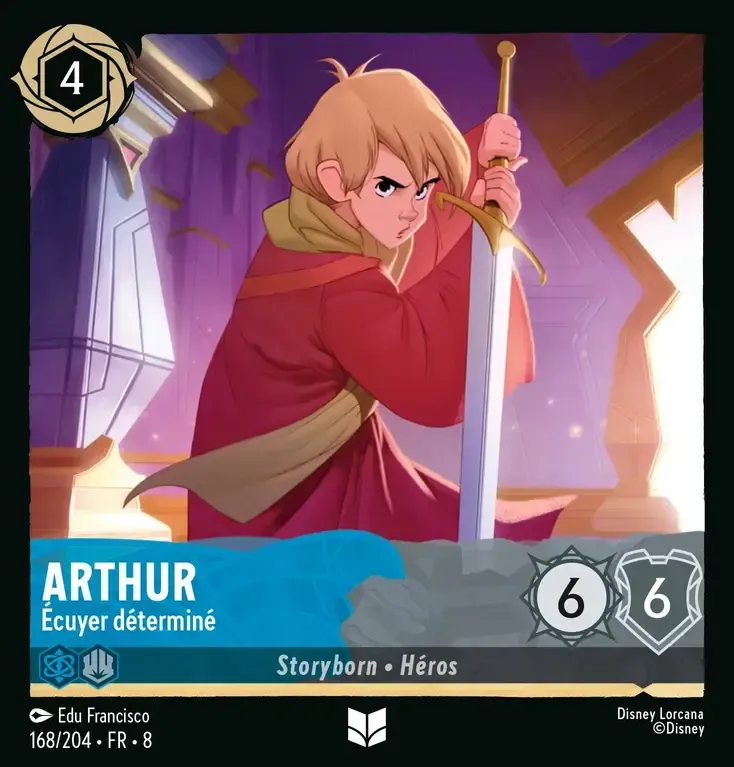 4
ARTHUR
Écuyer déterminé
6
6
Storyborn • Héros
Edu Francisco
168/204 • FR • 8
Disney Lorcana
©Disney